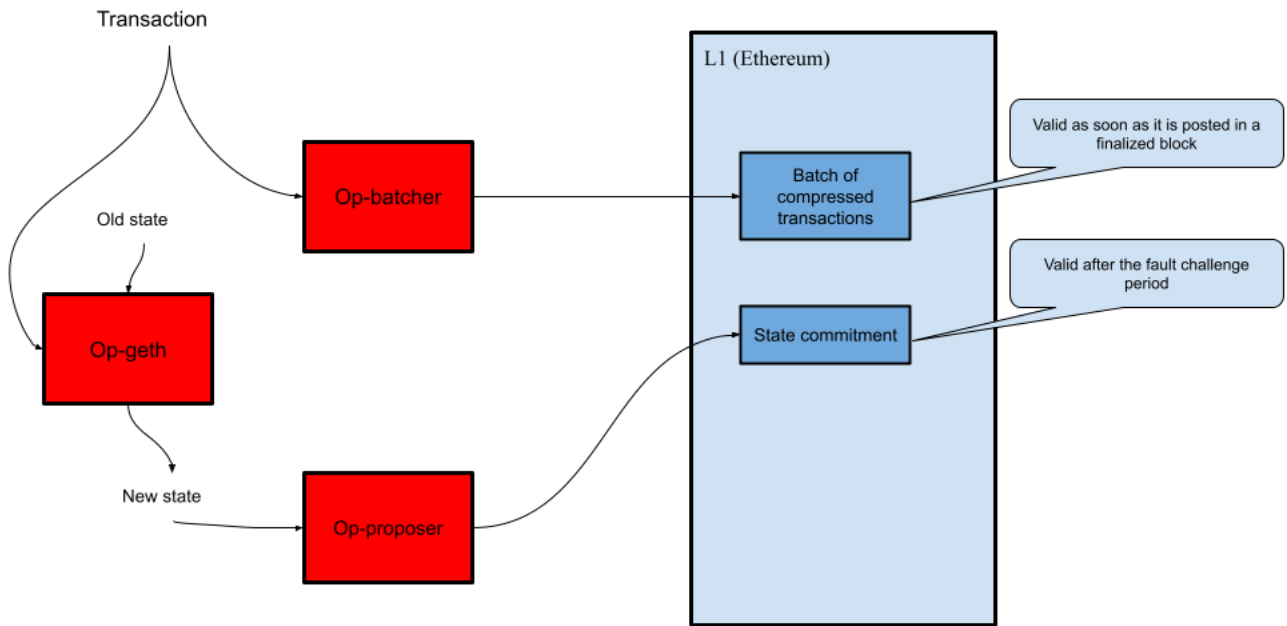 Transaction
L1 (Ethereum)
Valid as soon as it is posted in a
finalized block
Op-batcher
Batch of
compressed
transactions
Old state
Valid after the fault challenge
period
Op-geth
State commitment
New state
Op-proposer